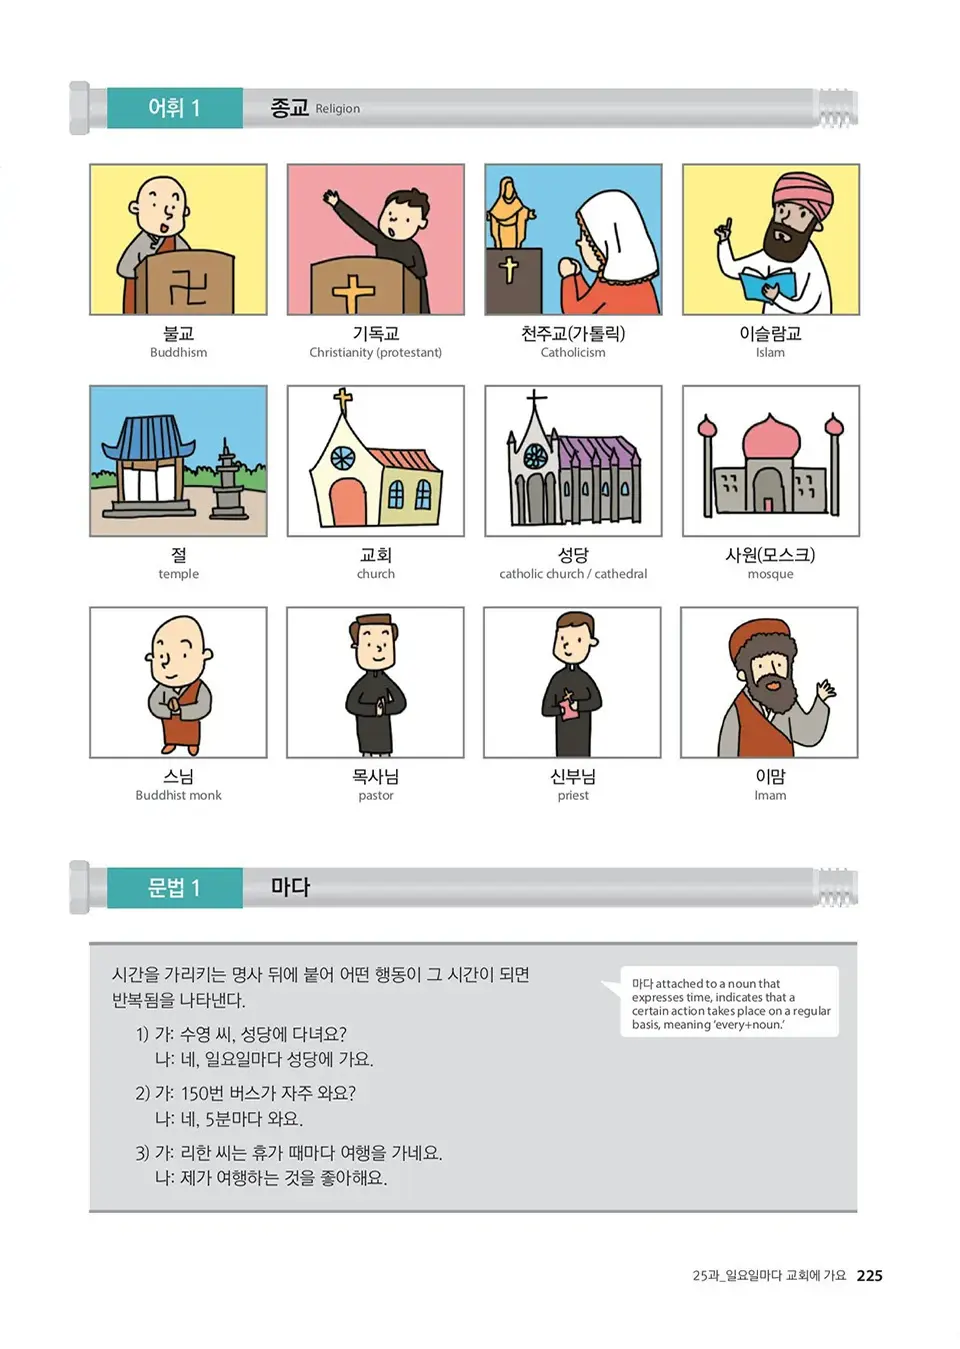 어휘 1 종교 Religion
불교 기독교 천주교(가톨릭) 이슬람교
Buddhism Christianity (protestant) Catholicism Islam
절 교회 성당 사원(모스크)
temple church catholic church / cathedral mosque
스님 목사님 신부님 이맘
Buddhist monk pastor priest Imam
문법 1 마다
시간을 가리키는 명사 뒤에 붙어 어떤 행동이 그 시간이 되면
반복됨을 나타낸다.
마다 attached to a noun that
expresses time, indicates that a
certain action takes place on a regular
basis, meaning ‘every+noun.’
1) 가: 수영 씨, 성당에 다녀요?
나: 네, 일요일마다 성당에 가요.
2) 가: 150번 버스가 자주 와요?
나: 네, 5분마다 와요.
3) 가: 리한 씨는 휴가 때마다 여행을 가네요.
나: 제가 여행하는 것을 좋아해요.
25과_일요일마다 교회에 가요 225